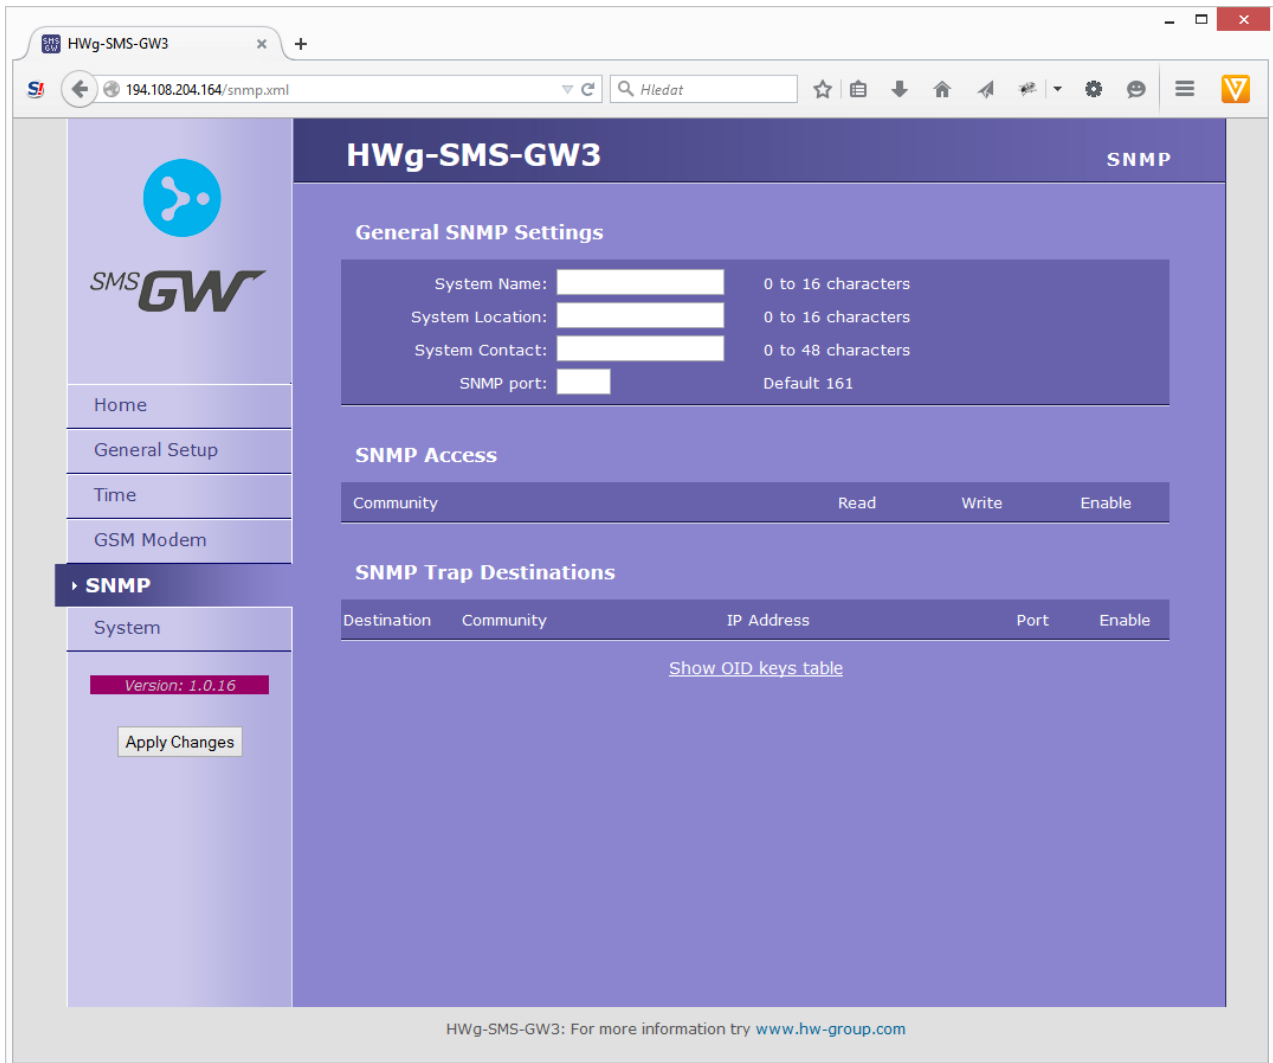 HWg-SMS-GW3
194.108.204.164/snmp.xml
Hledat
SMS GW
HWg-SMS-GW3
SNMP
General SNMP Settings
System Name: 0 to 16 characters
System Location: 0 to 16 characters
System Contact: 0 to 48 characters
SNMP port: Default 161
Home
General Setup
Time
GSM Modem
SNMP
System
Version: 1.0.16
Apply Changes
SNMP Access
Community Read Write Enable
SNMP Trap Destinations
Destination Community IP Address Port Enable
Show OID keys table
HWg-SMS-GW3: For more information try www.hw-group.com